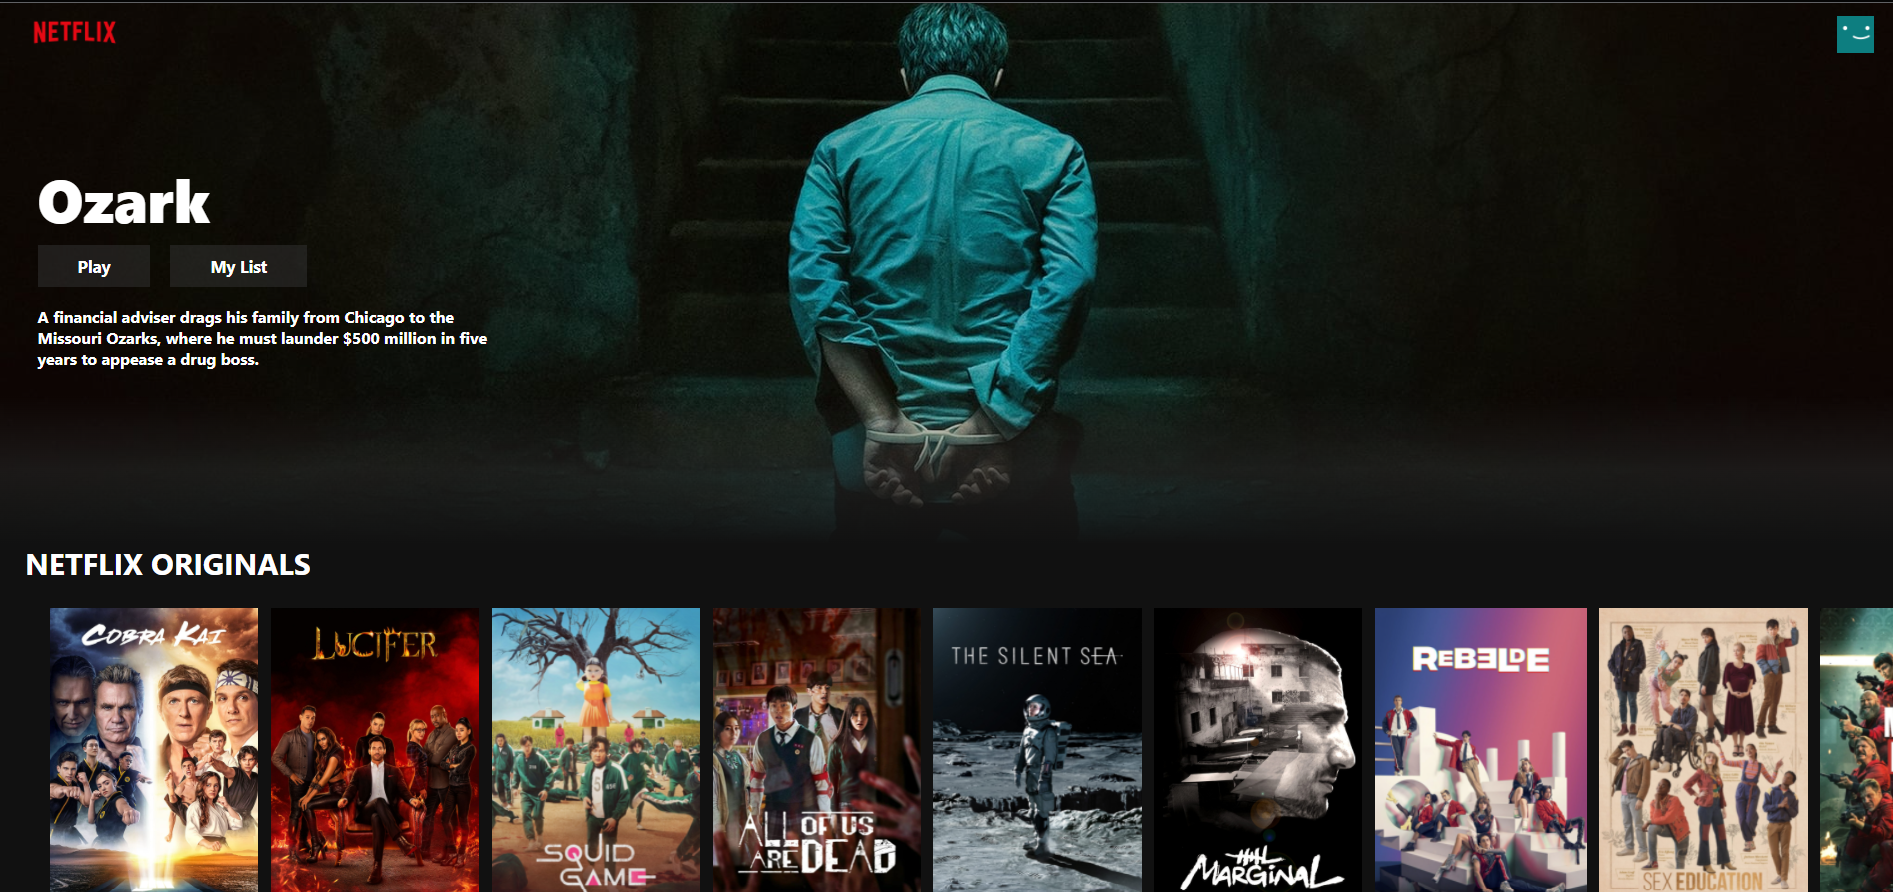 NETFLIX
Ozark
Play
My List
A financial adviser drags his family from Chicago to the
Missouri Ozarks, where he must launder $500 million in five
years to appease a drug boss.
NETFLIX ORIGINALS
COBRA KAI
LUCIFER
SQUID
GAME
ALL OF US
ARE DEAD
THE SILENT SEA
MARGINAL
REBELDE
SEX EDUCATION